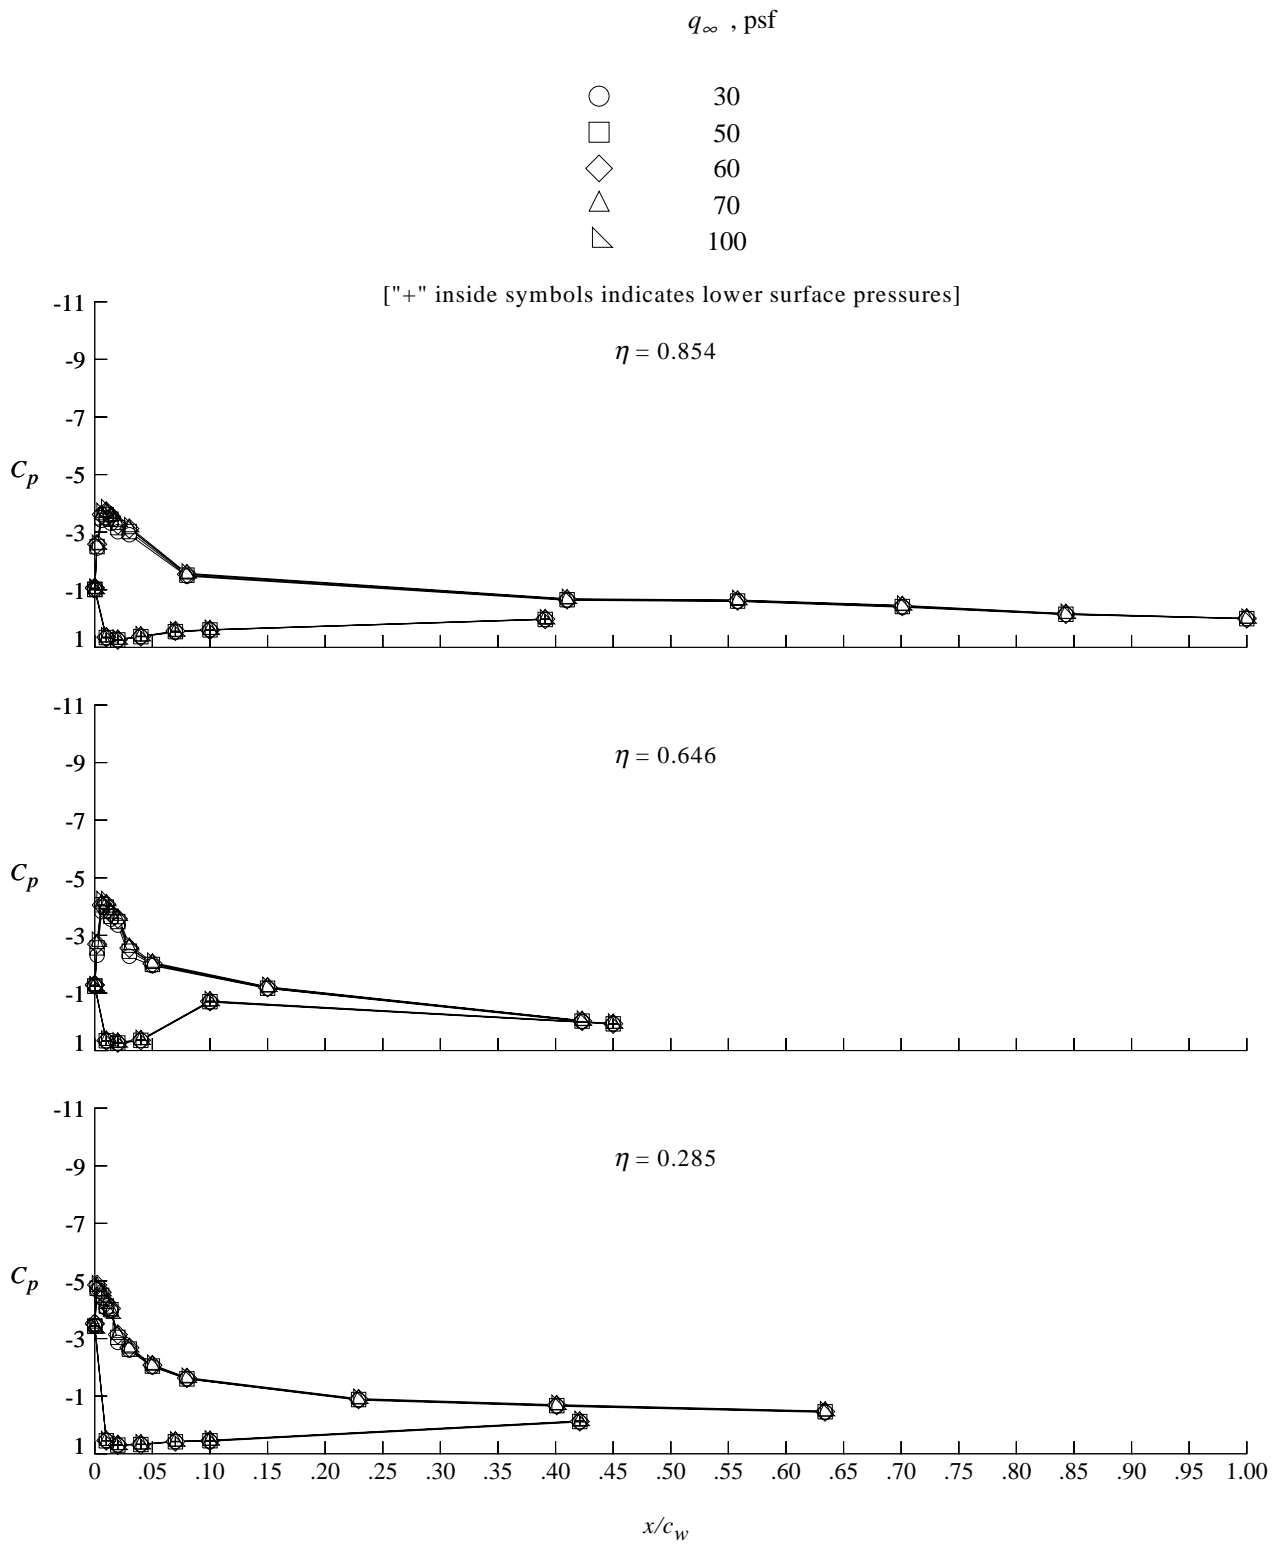 q∞ , psf
30
50
60
70
100
["+" inside symbols indicates lower surface pressures]
η = 0.854
-11
-9
-7
-5
-3
-1
1
Cp
η = 0.646
-11
-9
-7
-5
-3
-1
1
Cp
η = 0.285
-11
-9
-7
-5
-3
-1
1
Cp
0 .05 .10 .15 .20 .25 .30 .35 .40 .45 .50 .55 .60 .65 .70 .75 .80 .85 .90 .95 1.00
x/cw